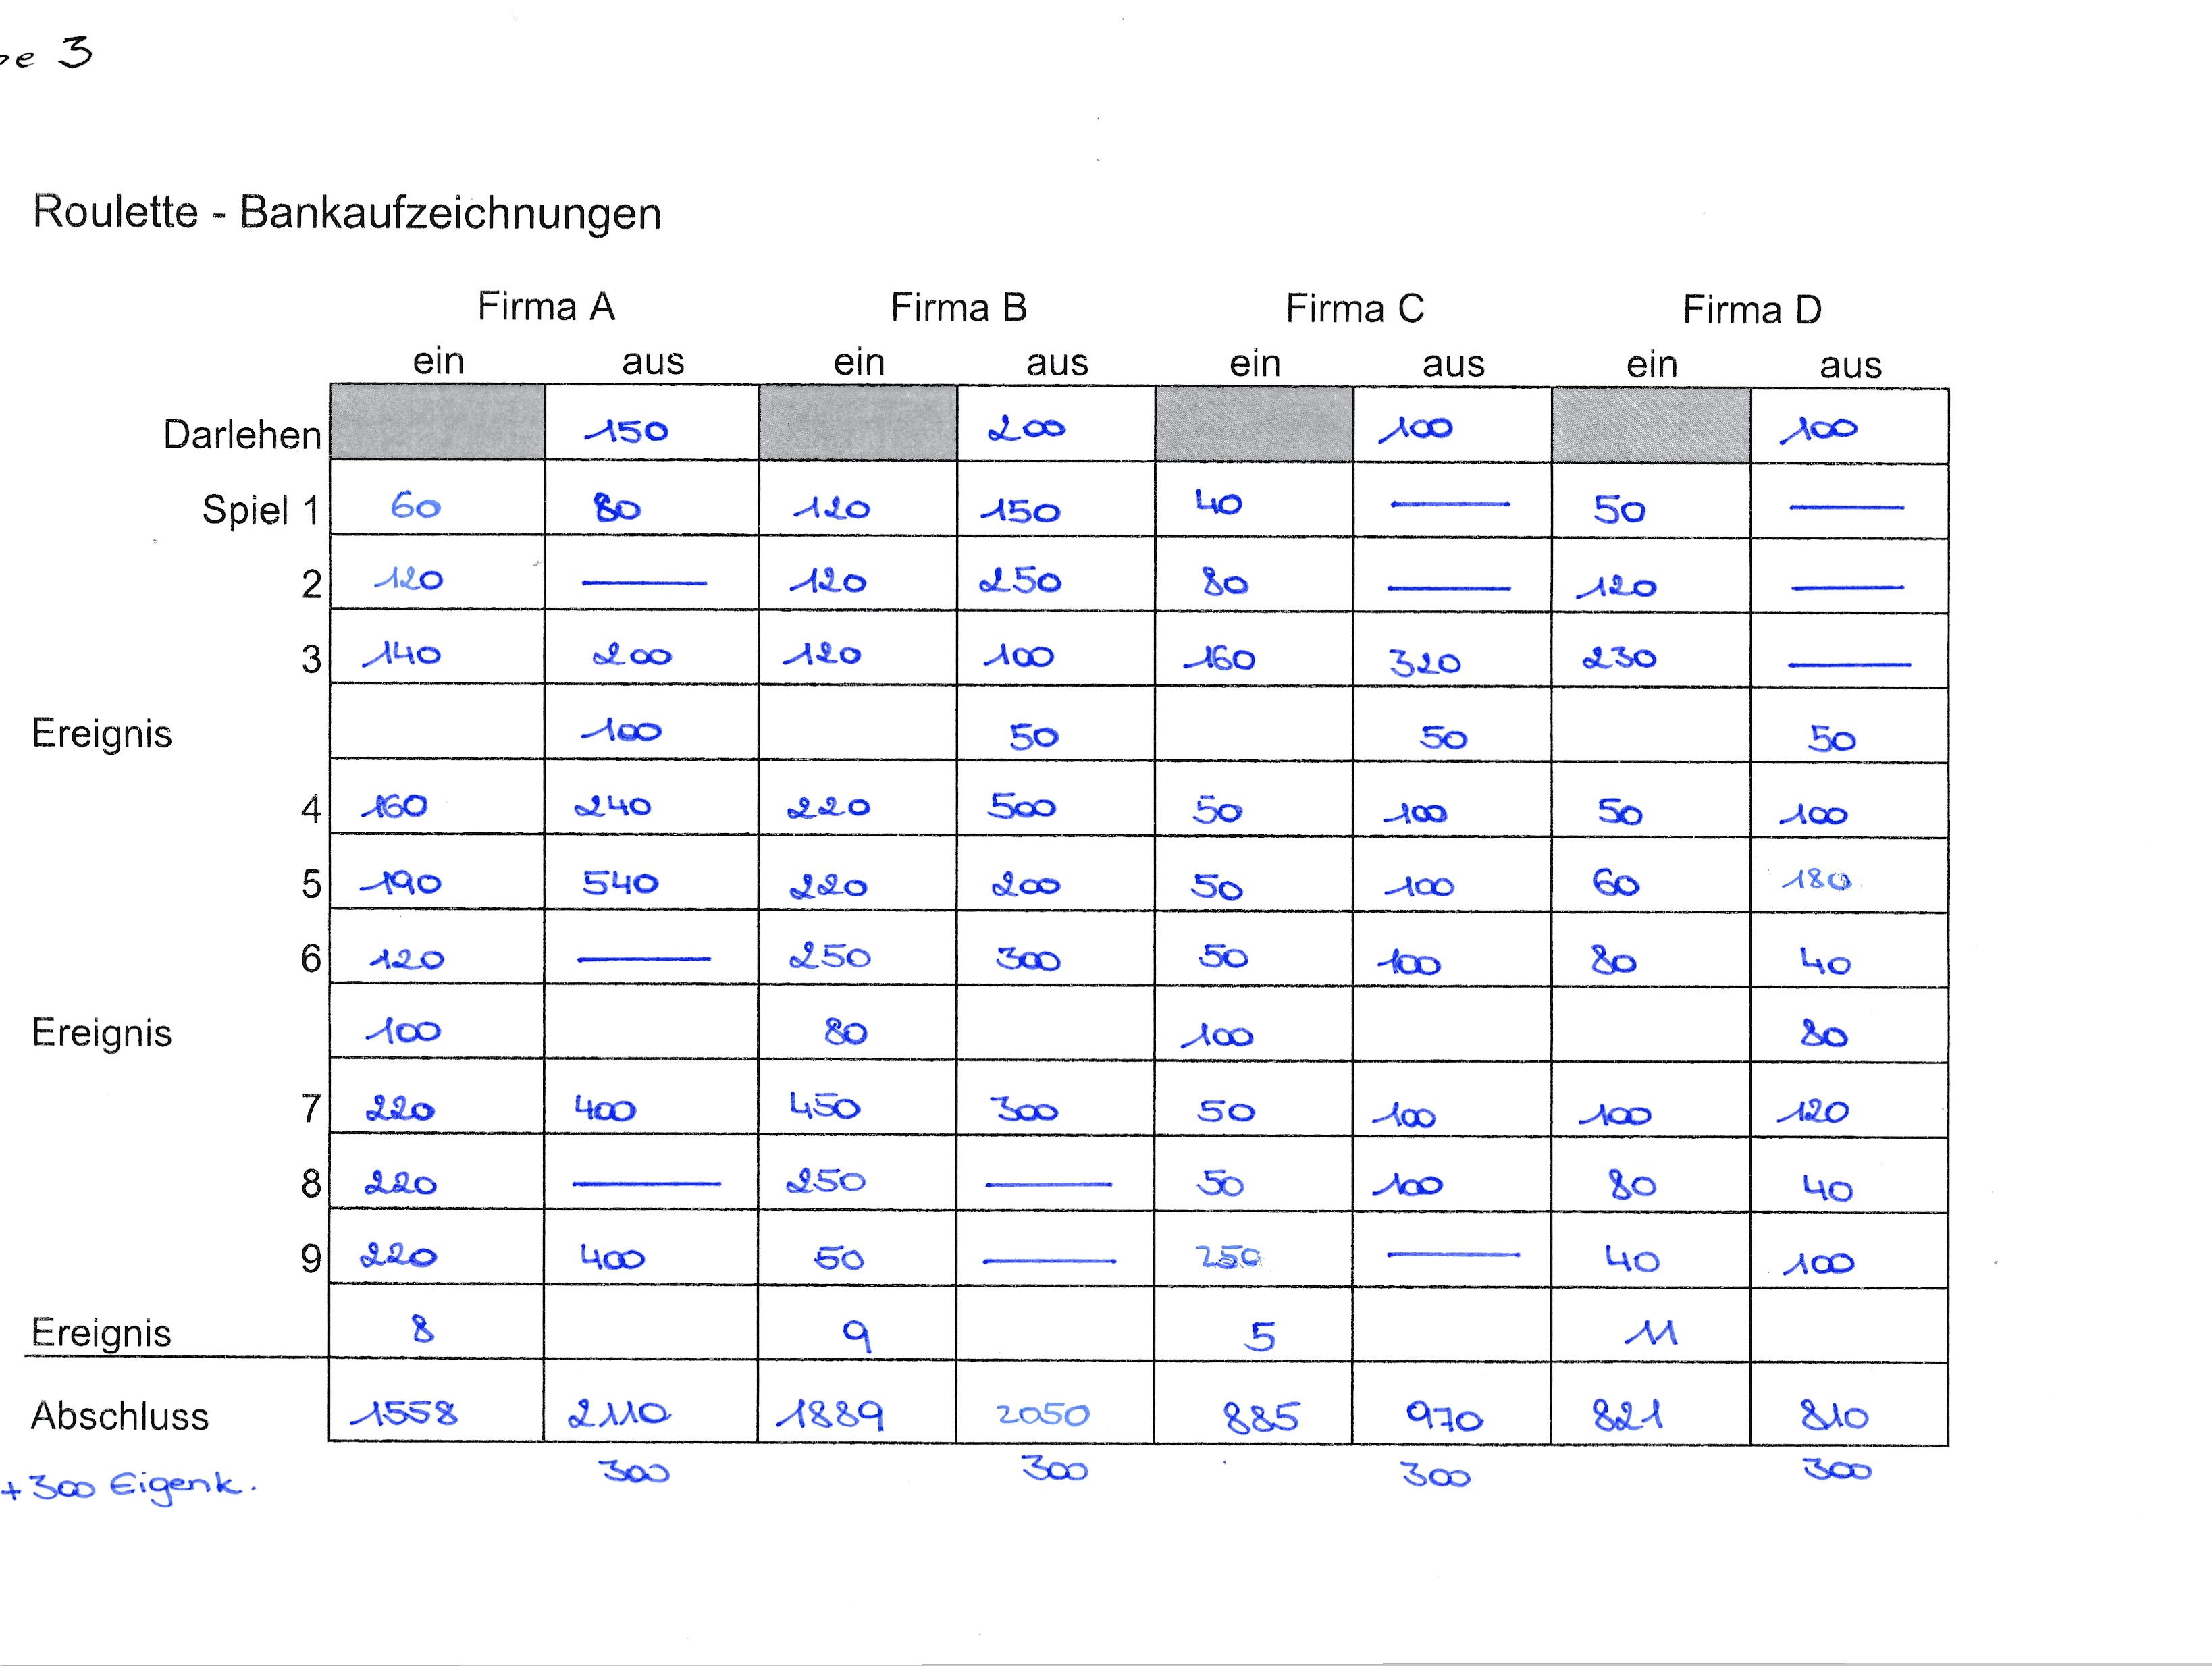 3
Roulette - Bankaufzeichnungen
Firma A Firma B Firma C Firma D
ein aus ein aus ein aus ein aus
Darlehen 150 200 100 100
Spiel 1 60 80 120 150 40 — 50 —
2 120 — 120 250 80 — 120 —
3 140 200 120 100 160 320 230 —
Ereignis 100 50 50 50
4 160 240 220 500 50 100 50 100
5 190 540 220 200 50 100 60 180
6 120 — 250 300 50 100 80 40
Ereignis 100 80 100 80
7 220 400 450 300 50 100 100 120
8 220 — 250 — 50 100 80 40
9 220 400 50 — 250 — 40 100
Ereignis 8 9 5 11
Abschluss 1558 2110 1889 2050 885 970 821 810
+300 Eigenk. 300 300 300 300